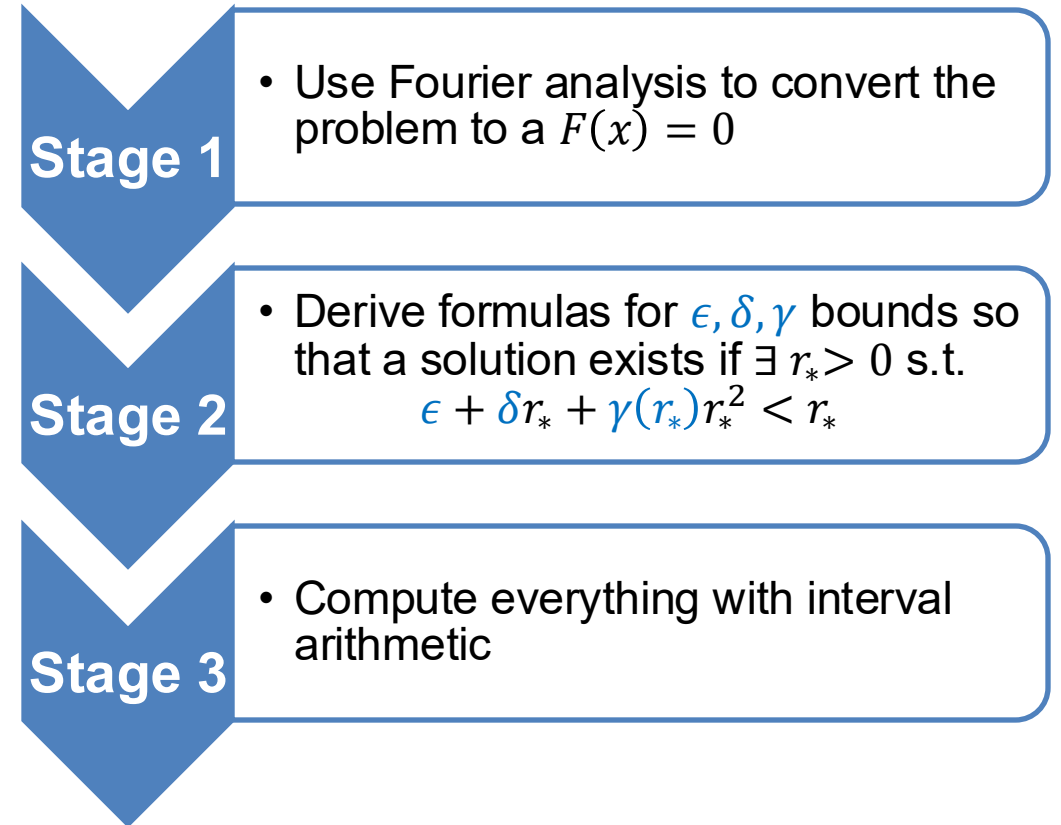 Stage 1
• Use Fourier analysis to convert the
problem to a 𝐹(𝑥) = 0
Stage 2
• Derive formulas for 𝜖, 𝛿, 𝛾 bounds so
that a solution exists if ∃ 𝑟∗> 0 s.t.
𝜖 + 𝛿𝑟∗ + 𝛾(𝑟∗)𝑟∗² < 𝑟∗
Stage 3
• Compute everything with interval
arithmetic